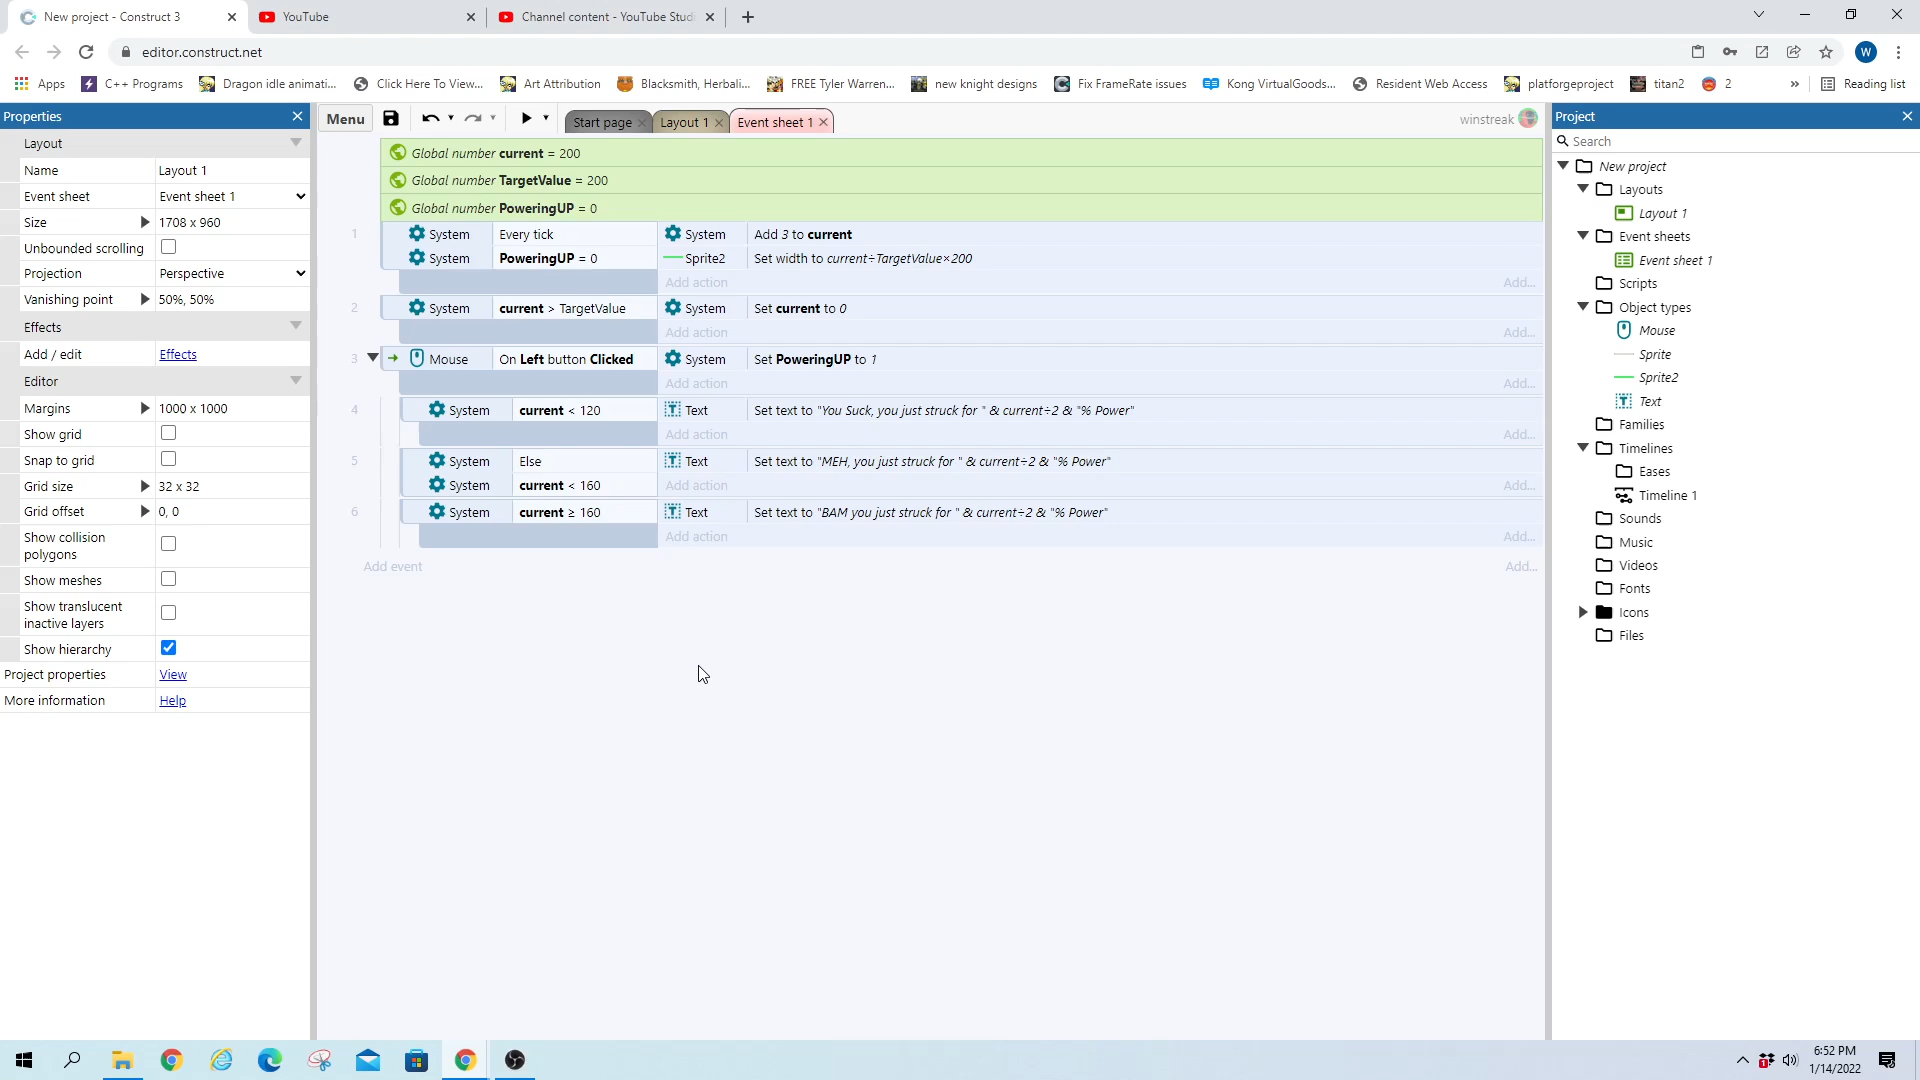 New project - Construct 3
YouTube
Channel content - YouTube Studi
editor.construct.net
W
Apps
C++ Programs
Dragon idle animati...
Click Here To View...
Art Attribution
Blacksmith, Herbali...
FREE Tyler Warren...
new knight designs
Fix FrameRate issues
Kong VirtualGoods...
Resident Web Access
platforgeproject
titan2
2
»
Reading list
Properties
Menu
Start page
Layout 1
Event sheet 1
winstreak
Project
Layout
Name
Layout 1
Event sheet
Event sheet 1
Size
1708 x 960
Unbounded scrolling
Projection
Perspective
Vanishing point
50%, 50%
Effects
Add / edit
Effects
Editor
Margins
1000 x 1000
Show grid
Snap to grid
Grid size
32 x 32
Grid offset
0, 0
Show collision
polygons
Show meshes
Show translucent
inactive layers
Show hierarchy
Project properties
View
More information
Help
Global number current = 200
Global number TargetValue = 200
Global number PoweringUP = 0
1
System
Every tick
System
Add 3 to current
System
PoweringUP = 0
Sprite2
Set width to current÷TargetValue×200
Add action
Add...
2
System
current > TargetValue
System
Set current to 0
Add action
Add...
3
Mouse
On Left button Clicked
System
Set PoweringUP to 1
Add action
Add...
4
System
current < 120
Text
Set text to "You Suck, you just struck for " & current÷2 & "% Power"
Add action
Add...
5
System
Else
Text
Set text to "MEH, you just struck for " & current÷2 & "% Power"
System
current < 160
Add action
Add...
6
System
current ≥ 160
Text
Set text to "BAM you just struck for " & current÷2 & "% Power"
Add action
Add...
Add event
Add...
Search
New project
Layouts
Layout 1
Event sheets
Event sheet 1
Scripts
Object types
Mouse
Sprite
Sprite2
Text
Families
Timelines
Eases
Timeline 1
Sounds
Music
Videos
Fonts
Icons
Files
6:52 PM
1/14/2022